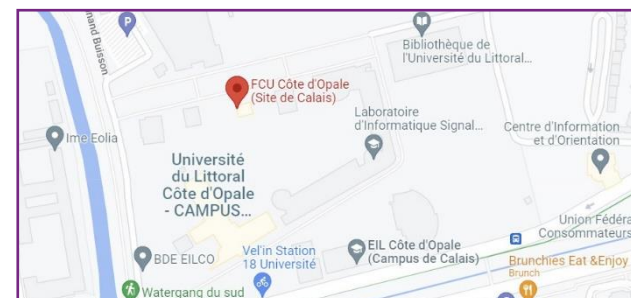 nand Buisson
P
Bibliothèque de
l'Université du Littoral...
FCU Côte d'Opale
(Site de Calais)
Laboratoire
d'Informatique Signal...
Centre d'Information
et d'Orientation
Ime Eolia
Université
du Littoral
Côte d'Opale
- CAMPUS...
Union Fédéra
Consommateurs
BDE EILCO
Vel'in Station
18 Université
EIL Côte d'Opale
(Campus de Calais)
Brunchies Eat &Enjoy
Brunch
Watergang du sud